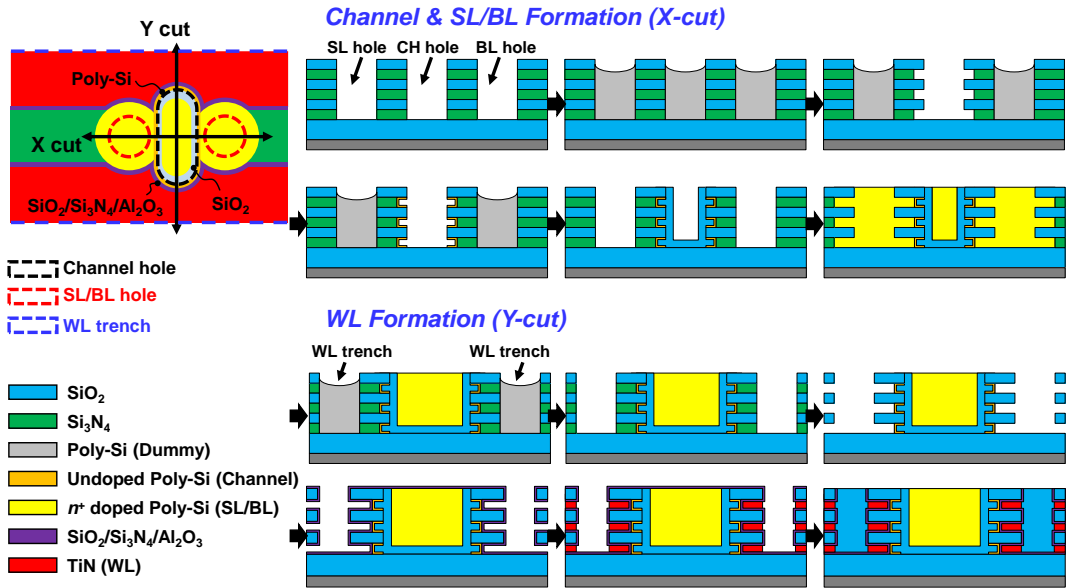 Channel & SL/BL Formation (X-cut)
Y cut
SL hole
CH hole
BL hole
Poly-Si
X cut
SiO2/Si3N4/Al2O3
SiO2
Channel hole
SL/BL hole
WL trench
WL Formation (Y-cut)
WL trench
WL trench
SiO2
Si3N4
Poly-Si (Dummy)
Undoped Poly-Si (Channel)
n+ doped Poly-Si (SL/BL)
SiO2/Si3N4/Al2O3
TiN (WL)